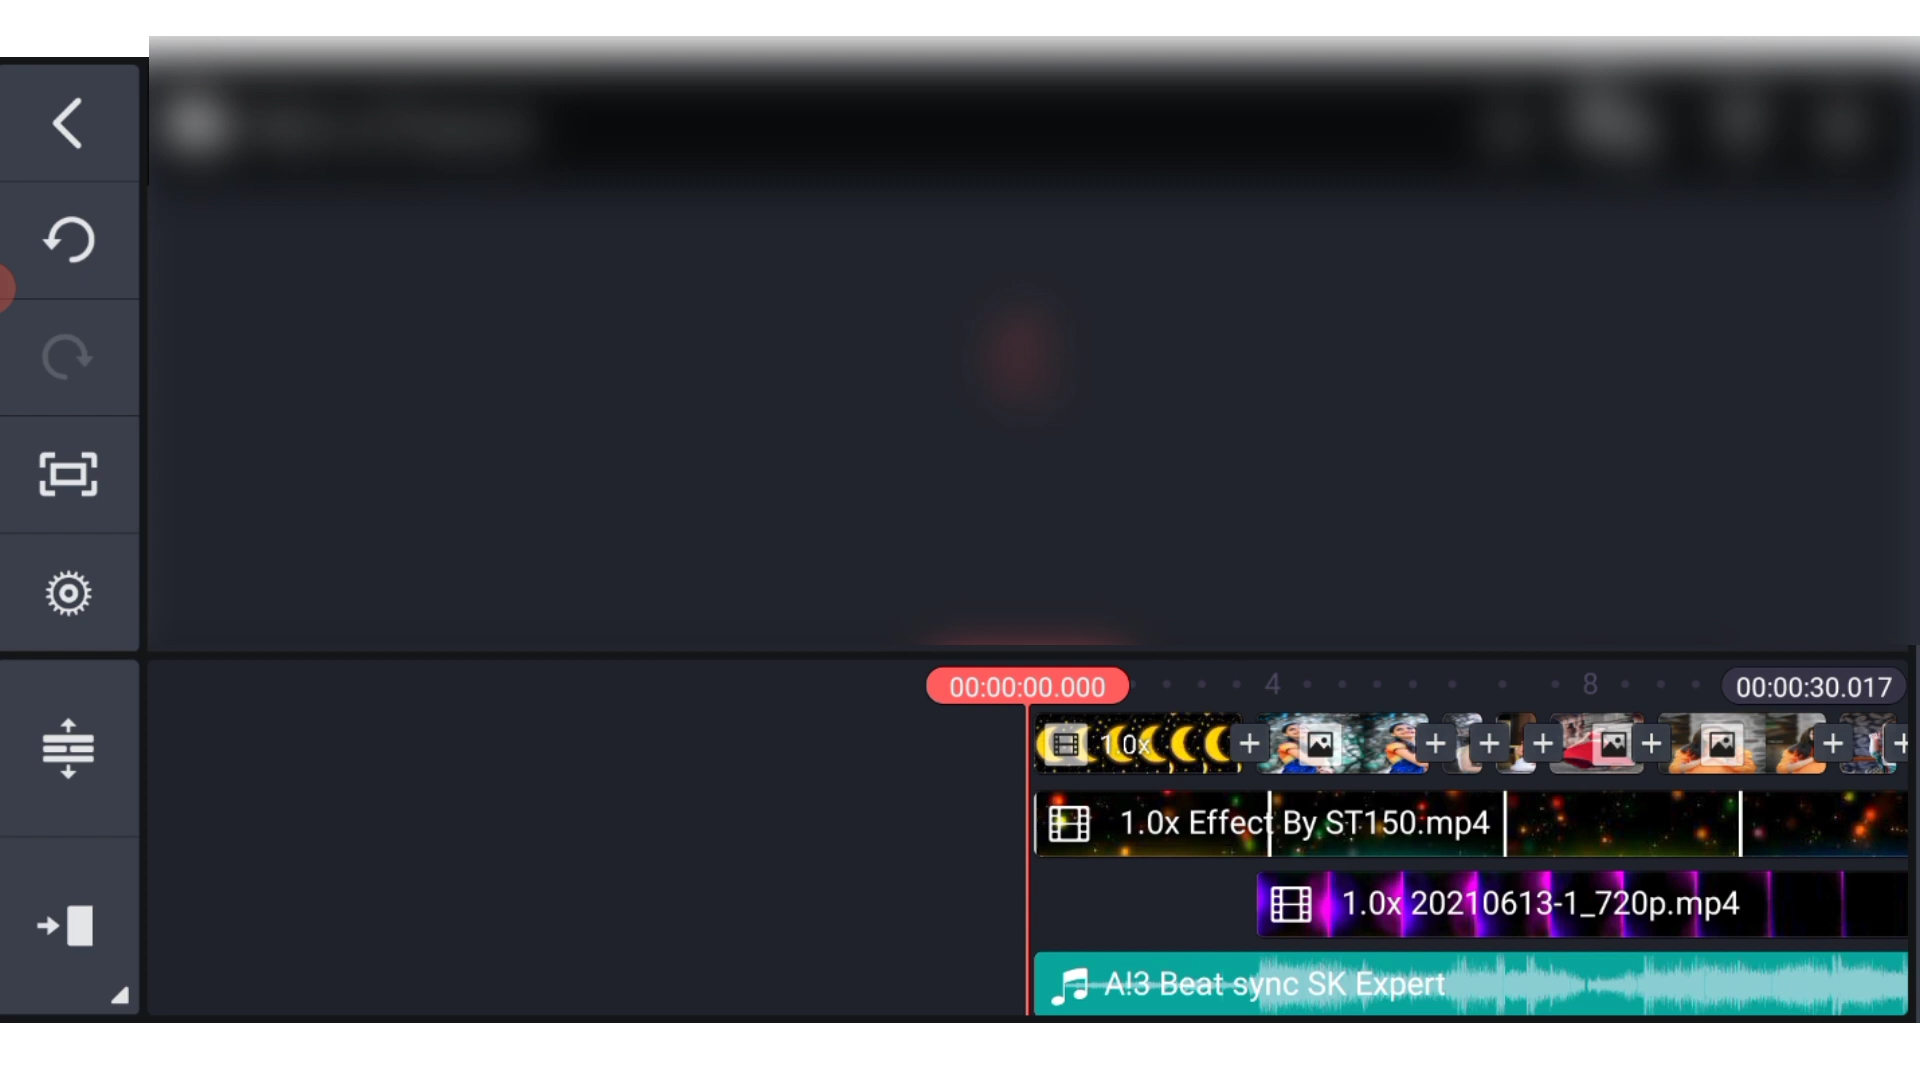 00:00:00.000 4 8 00:00:30.017
1.0x
1.0x Effect By ST150.mp4
1.0x 20210613-1_720p.mp4
A!3 Beat sync SK Expert